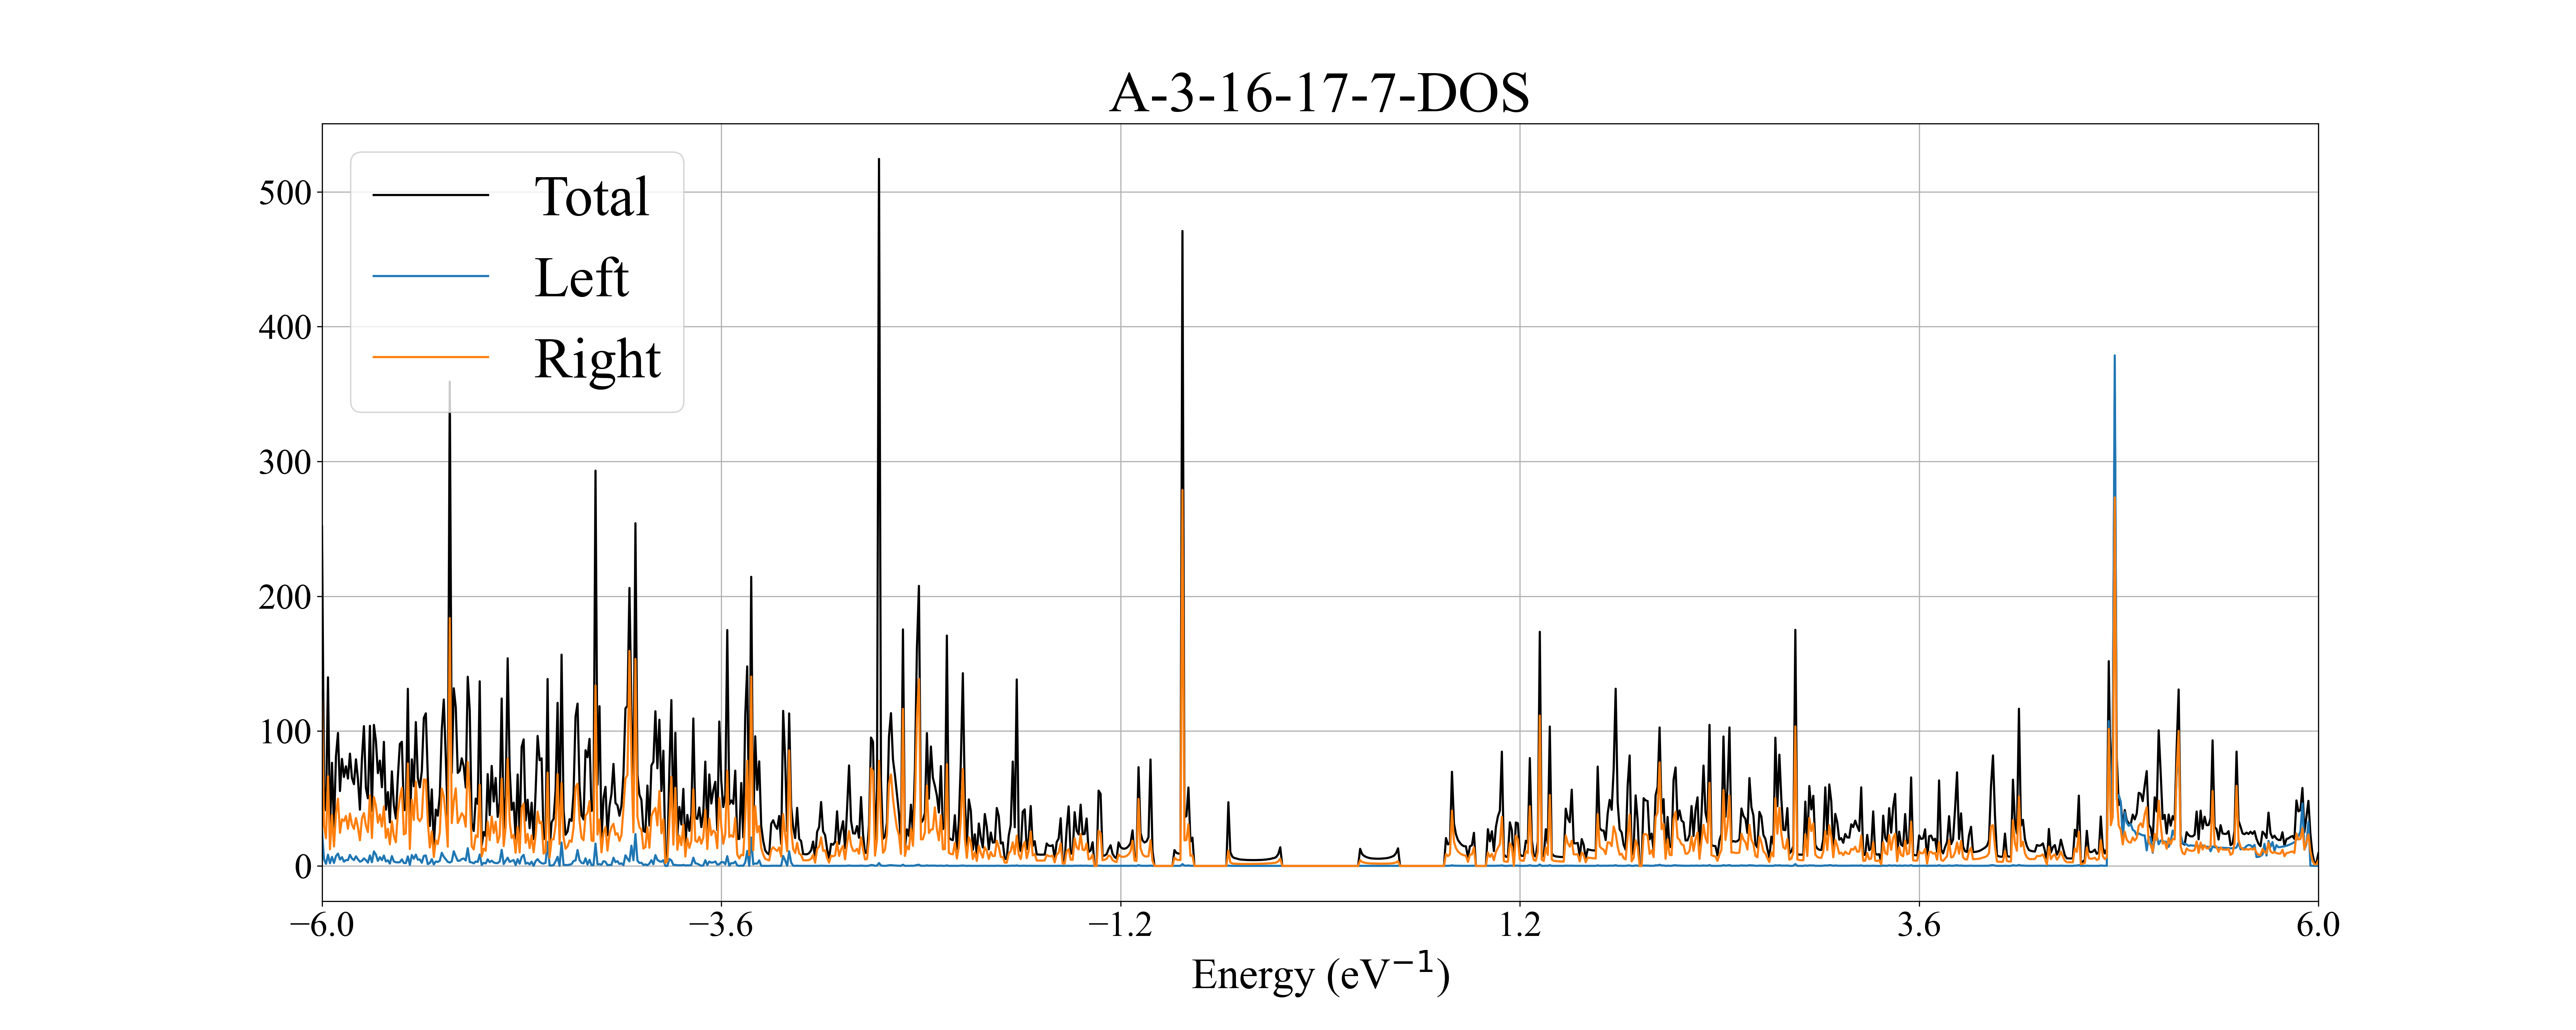 A-3-16-17-7-DOS
Total
Left
Right
500
400
300
200
100
0
−6.0 −3.6 −1.2 1.2 3.6 6.0
Energy (eV⁻¹)